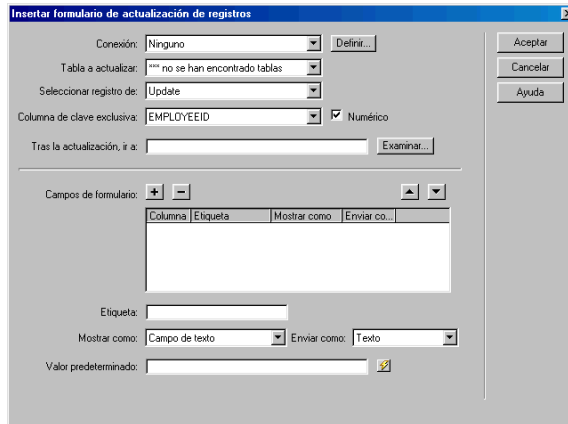 Insertar formulario de actualización de registros
Conexión: Ninguno Definir... Aceptar
Tabla a actualizar: *** no se han encontrado tablas Cancelar
Seleccionar registro de: Update Ayuda
Columna de clave exclusiva: EMPLOYEEID Numérico
Tras la actualización, ir a: Examinar...
Campos de formulario:
Columna Etiqueta Mostrar como Enviar co...
Etiqueta:
Mostrar como: Campo de texto Enviar como: Texto
Valor predeterminado: